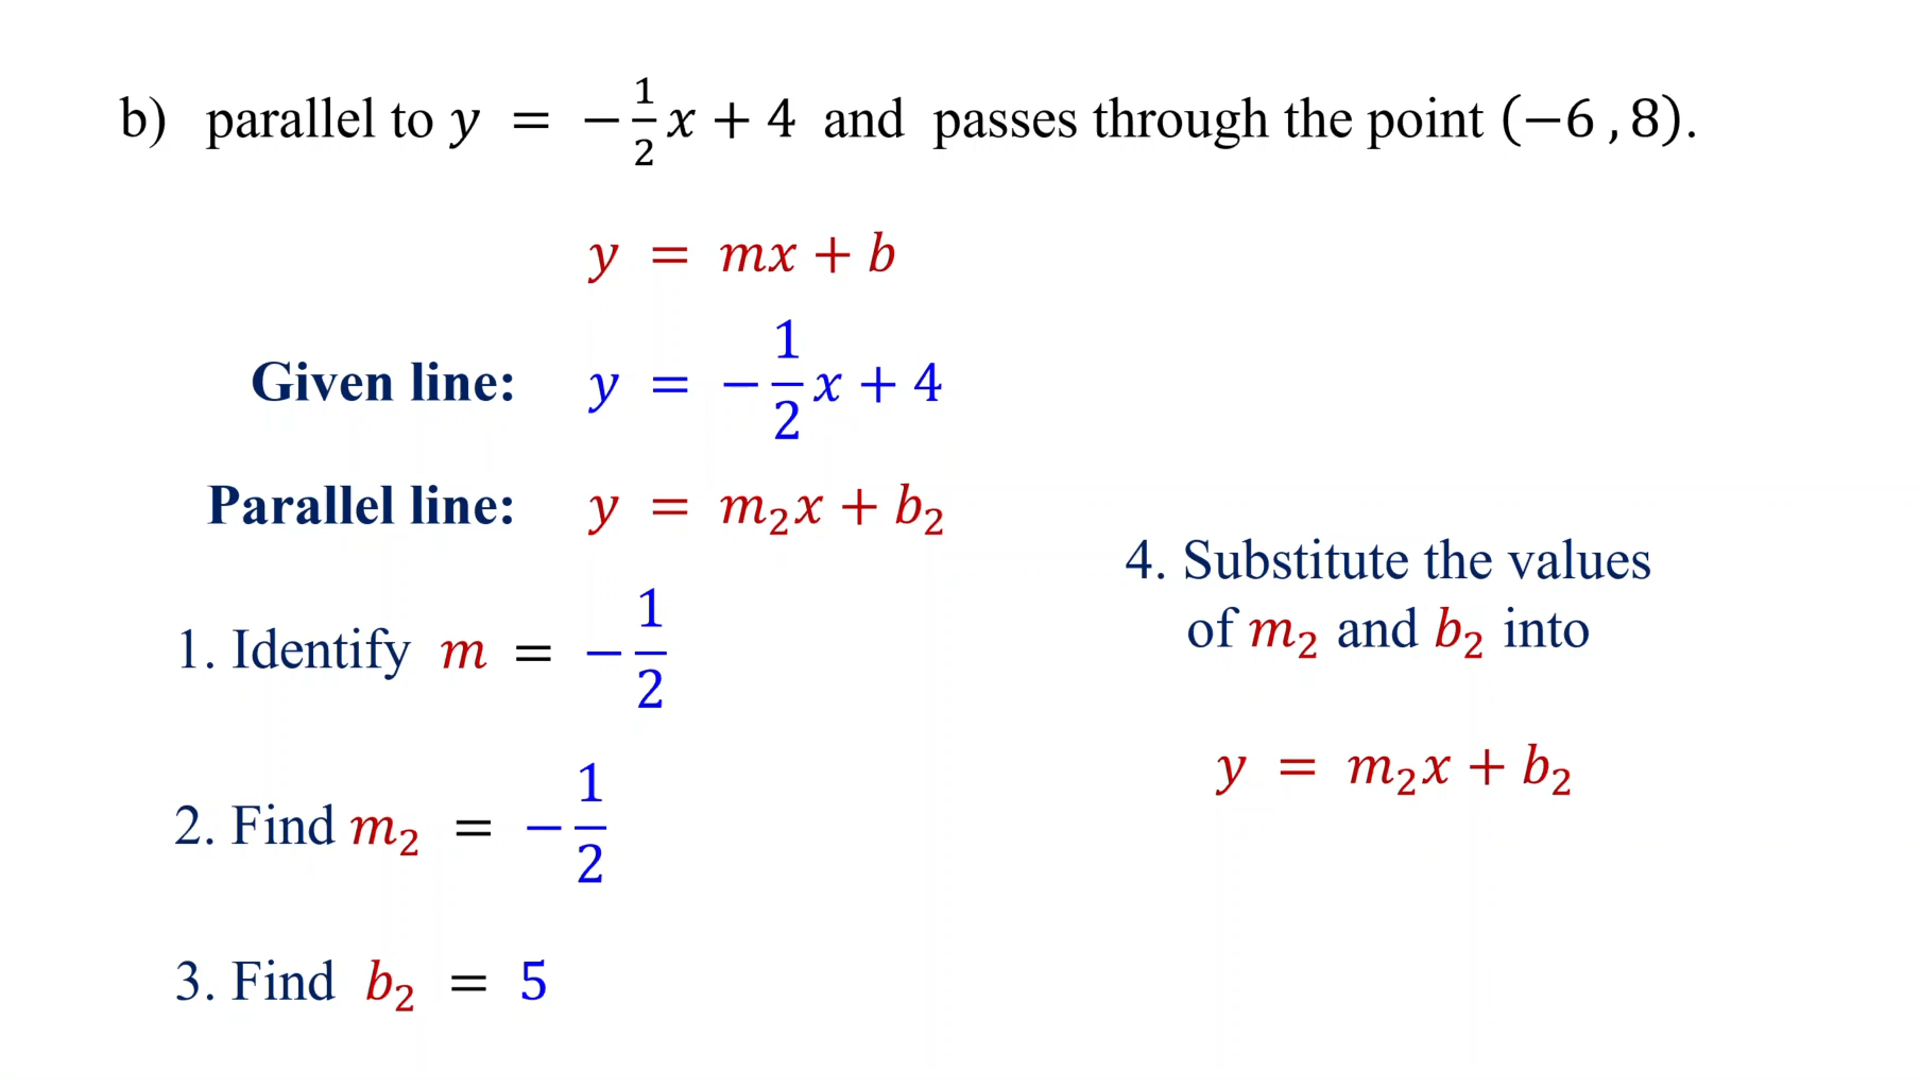 b) parallel to y = −1/2 x + 4 and passes through the point (−6 , 8).
y = mx + b
Given line: y = −1/2 x + 4
Parallel line: y = m₂x + b₂
1. Identify m = −1/2
2. Find m₂ = −1/2
3. Find b₂ = 5
4. Substitute the values
of m₂ and b₂ into
y = m₂x + b₂